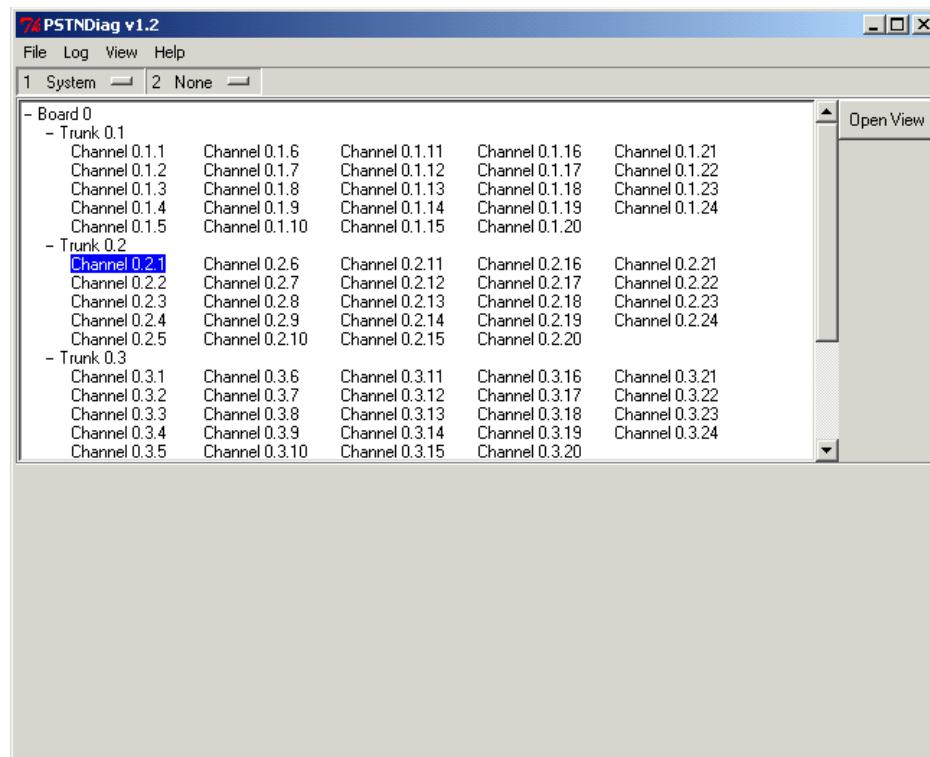 PSTNDiag v1.2
File Log View Help
1 System 2 None
Open View
– Board 0
– Trunk 0.1
Channel 0.1.1 Channel 0.1.6 Channel 0.1.11 Channel 0.1.16 Channel 0.1.21
Channel 0.1.2 Channel 0.1.7 Channel 0.1.12 Channel 0.1.17 Channel 0.1.22
Channel 0.1.3 Channel 0.1.8 Channel 0.1.13 Channel 0.1.18 Channel 0.1.23
Channel 0.1.4 Channel 0.1.9 Channel 0.1.14 Channel 0.1.19 Channel 0.1.24
Channel 0.1.5 Channel 0.1.10 Channel 0.1.15 Channel 0.1.20
– Trunk 0.2
Channel 0.2.1 Channel 0.2.6 Channel 0.2.11 Channel 0.2.16 Channel 0.2.21
Channel 0.2.2 Channel 0.2.7 Channel 0.2.12 Channel 0.2.17 Channel 0.2.22
Channel 0.2.3 Channel 0.2.8 Channel 0.2.13 Channel 0.2.18 Channel 0.2.23
Channel 0.2.4 Channel 0.2.9 Channel 0.2.14 Channel 0.2.19 Channel 0.2.24
Channel 0.2.5 Channel 0.2.10 Channel 0.2.15 Channel 0.2.20
– Trunk 0.3
Channel 0.3.1 Channel 0.3.6 Channel 0.3.11 Channel 0.3.16 Channel 0.3.21
Channel 0.3.2 Channel 0.3.7 Channel 0.3.12 Channel 0.3.17 Channel 0.3.22
Channel 0.3.3 Channel 0.3.8 Channel 0.3.13 Channel 0.3.18 Channel 0.3.23
Channel 0.3.4 Channel 0.3.9 Channel 0.3.14 Channel 0.3.19 Channel 0.3.24
Channel 0.3.5 Channel 0.3.10 Channel 0.3.15 Channel 0.3.20